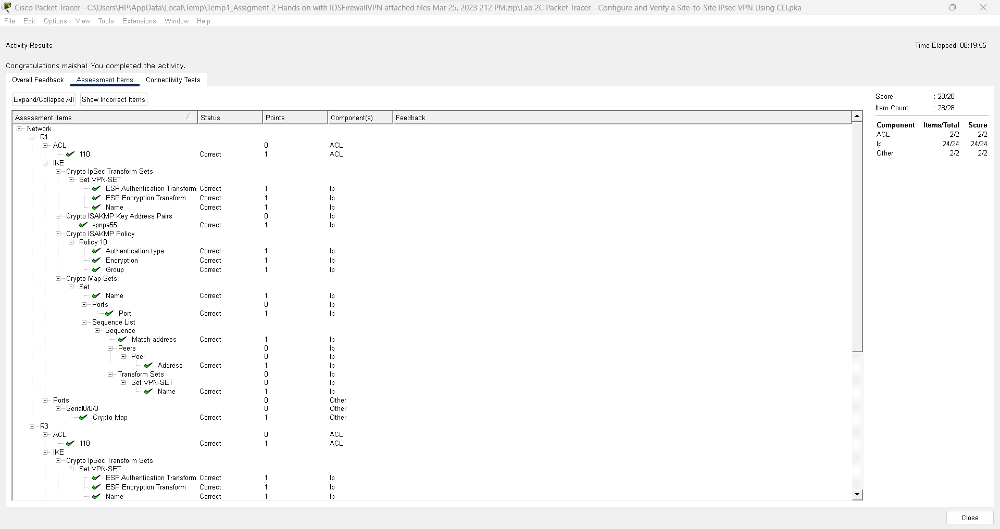 Cisco Packet Tracer - C:\Users\HP\AppData\Local\Temp\Temp1_Assigment 2 Hands on with IDSFirewallVPN attached files Mar 25, 2023 212 PM.zip\Lab 2C Packet Tracer - Configure and Verify a Site-to-Site IPsec VPN Using CLI.pka
File Edit Options View Tools Extensions Window Help
Activity Results Time Elapsed: 00:19:55
Congratulations maisha! You completed the activity.
Overall Feedback Assessment Items Connectivity Tests
Expand/Collapse All Show Incorrect Items
Assessment Items Status Points Component(s) Feedback
Network
R1
ACL 0 ACL
110 Correct 1 ACL
IKE
Crypto IpSec Transform Sets
Set VPN-SET
ESP Authentication Transform Correct 1 Ip
ESP Encryption Transform Correct 1 Ip
Name Correct 1 Ip
Crypto ISAKMP Key Address Pairs 0 Ip
vpnpa55 Correct 1 Ip
Crypto ISAKMP Policy
Policy 10
Authentication type Correct 1 Ip
Encryption Correct 1 Ip
Group Correct 1 Ip
Crypto Map Sets
Set
Name Correct 1 Ip
Ports 0 Ip
Port Correct 1 Ip
Sequence List
Sequence
Match address Correct 1 Ip
Peers 0 Ip
Peer 0 Ip
Address Correct 1 Ip
Transform Sets 0 Ip
Set VPN-SET 0 Ip
Name Correct 1 Ip
Ports 0 Other
Serial0/0/0 0 Other
Crypto Map Correct 1 Other
R3
ACL 0 ACL
110 Correct 1 ACL
IKE
Crypto IpSec Transform Sets
Set VPN-SET
ESP Authentication Transform Correct 1 Ip
ESP Encryption Transform Correct 1 Ip
Name Correct 1 Ip
Score : 28/28
Item Count : 28/28
Component Items/Total Score
ACL 2/2 2/2
Ip 24/24 24/24
Other 2/2 2/2
Close